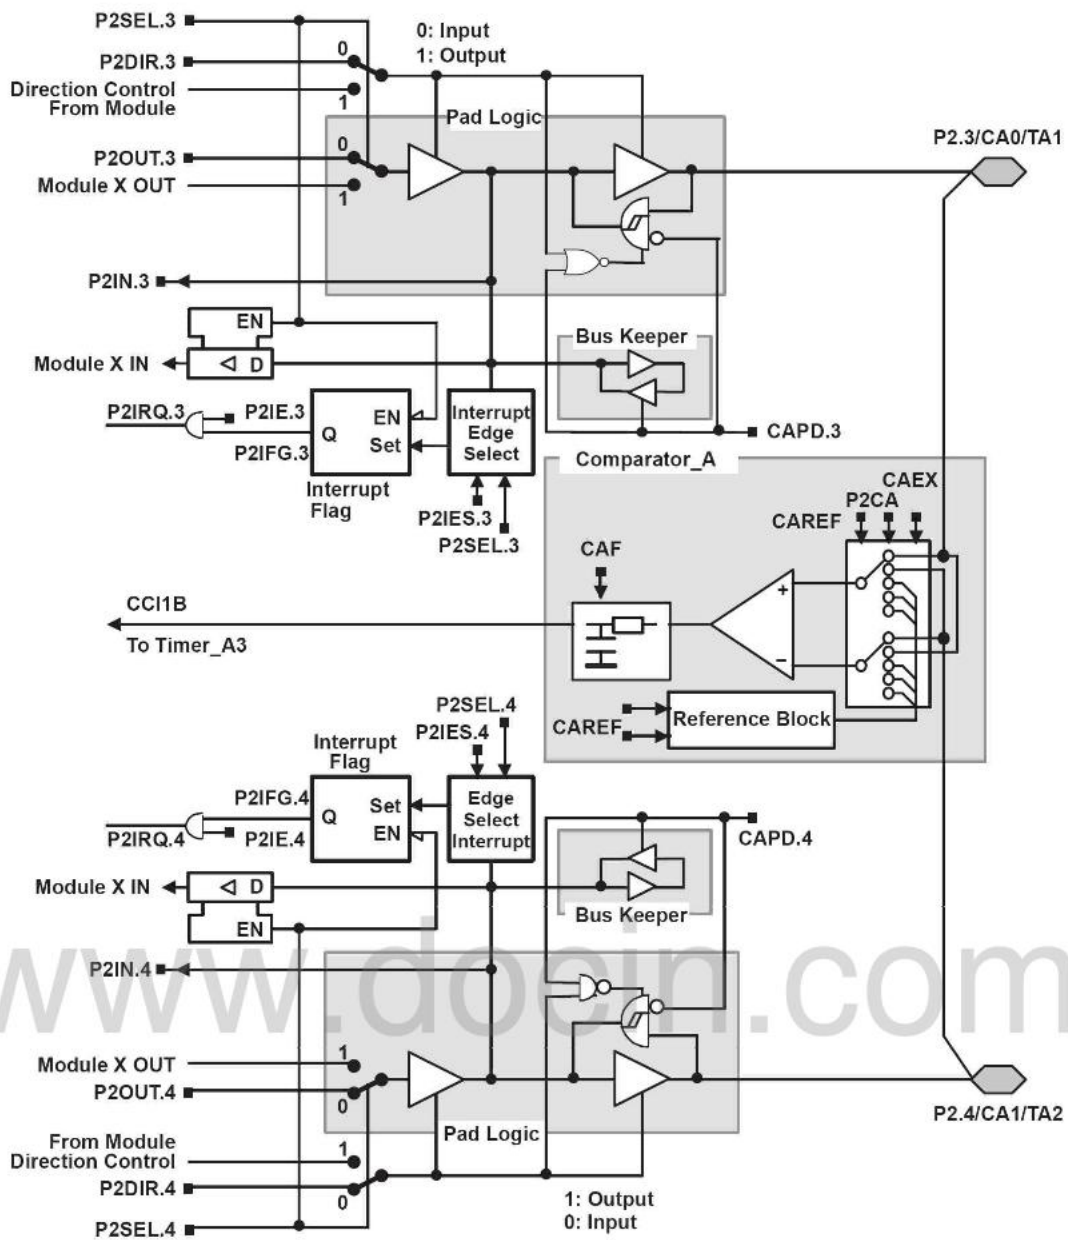 P2SEL.3
0: Input
1: Output
P2DIR.3
0
Direction Control
From Module
1
Pad Logic
P2OUT.3
0
Module X OUT
1
P2.3/CA0/TA1
P2IN.3
EN
Module X IN
D
Bus Keeper
P2IRQ.3
P2IE.3
P2IFG.3
Q
EN
Set
Interrupt
Edge
Select
Interrupt
Flag
P2IES.3
P2SEL.3
CAPD.3
Comparator_A
CAEX
P2CA
CAREF
CAF
+
−
CCI1B
To Timer_A3
Reference Block
CAREF
P2SEL.4
P2IES.4
Interrupt
Flag
P2IFG.4
P2IRQ.4
P2IE.4
Q
Set
EN
Edge
Select
Interrupt
CAPD.4
Module X IN
D
EN
Bus Keeper
www.docin.com
P2IN.4
Module X OUT
1
P2OUT.4
0
Pad Logic
P2.4/CA1/TA2
From Module
Direction Control
1
P2DIR.4
0
1: Output
0: Input
P2SEL.4